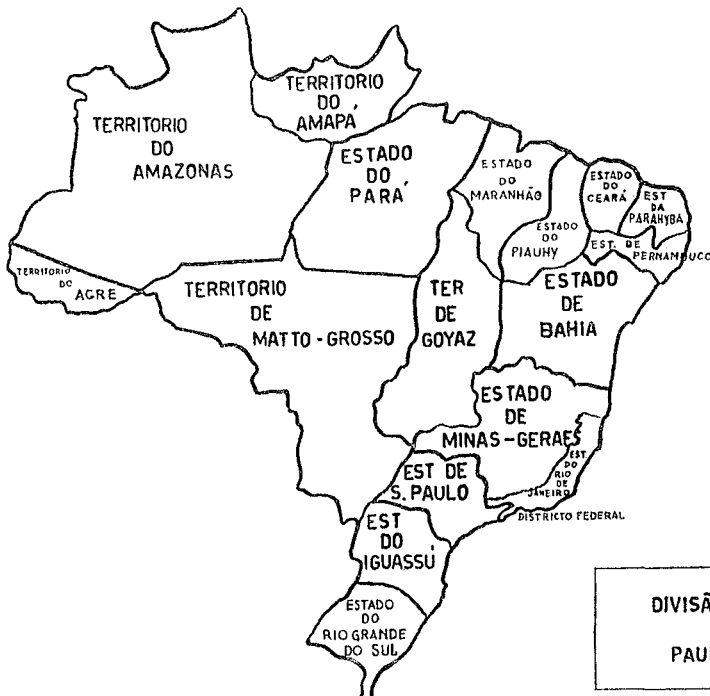 TERRITORIO
DO
AMAPÁ
TERRITORIO
DO
AMAZONAS
ESTADO
DO
PARÁ
ESTADO
DO
MARANHÃO
ESTADO
DO
CEARÁ
EST
DA
PARAHYBA
ESTADO
DO
PIAUHY
EST. DE
PERNAMBUCO
TERRITORIO
DO AGRE
TERRITORIO
DE
MATTO-GROSSO
TER
DE
GOYAZ
ESTADO
DE
BAHIA
ESTADO
DE
MINAS-GERAES
EST.
DO
RIO
DE
JANEIRO
EST DE
S. PAULO
DISTRICTO FEDERAL
EST
DO
IGUASSÚ
ESTADO
DO
RIO GRANDE
DO SUL
DIVISÃ
PAU